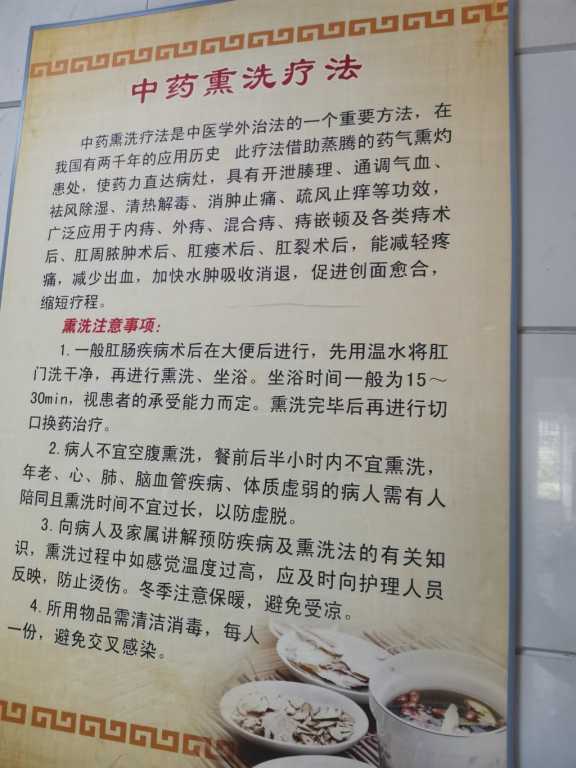 中药熏洗疗法
中药熏洗疗法是中医学外治法的一个重要方法，在
我国有两千年的应用历史 此疗法借助蒸腾的药气熏灼
患处，使药力直达病灶，具有开泄腠理、通调气血、
祛风除湿、清热解毒、消肿止痛、疏风止痒等功效，
广泛应用于内痔、外痔、混合痔、痔嵌顿及各类痔术
后、肛周脓肿术后、肛瘘术后、肛裂术后，能减轻疼
痛，减少出血，加快水肿吸收消退，促进创面愈合，
缩短疗程。
熏洗注意事项：
1.一般肛肠疾病术后在大便后进行，先用温水将肛
门洗干净，再进行熏洗、坐浴。坐浴时间一般为15～
30min，视患者的承受能力而定。熏洗完毕后再进行切
口换药治疗。
2.病人不宜空腹熏洗，餐前后半小时内不宜熏洗，
年老、心、肺、脑血管疾病、体质虚弱的病人需有人
陪同且熏洗时间不宜过长，以防虚脱。
3.向病人及家属讲解预防疾病及熏洗法的有关知
识，熏洗过程中如感觉温度过高，应及时向护理人员
反映，防止烫伤。冬季注意保暖，避免受凉。
4.所用物品需清洁消毒，每人
一份，避免交叉感染。